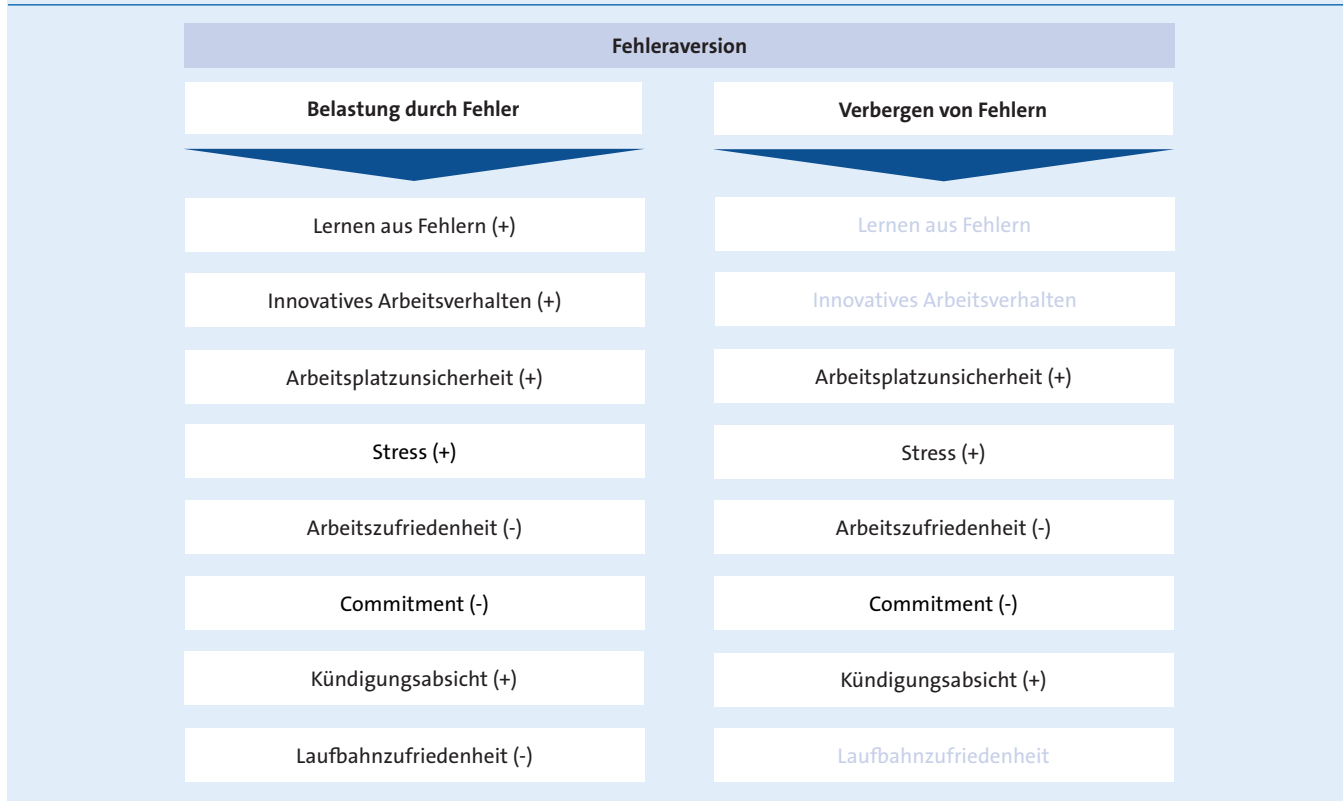 Fehleraversion
Belastung durch Fehler
Verbergen von Fehlern
Lernen aus Fehlern (+)
Lernen aus Fehlern
Innovatives Arbeitsverhalten (+)
Innovatives Arbeitsverhalten
Arbeitsplatzunsicherheit (+)
Arbeitsplatzunsicherheit (+)
Stress (+)
Stress (+)
Arbeitszufriedenheit (-)
Arbeitszufriedenheit (-)
Commitment (-)
Commitment (-)
Kündigungsabsicht (+)
Kündigungsabsicht (+)
Laufbahnzufriedenheit (-)
Laufbahnzufriedenheit